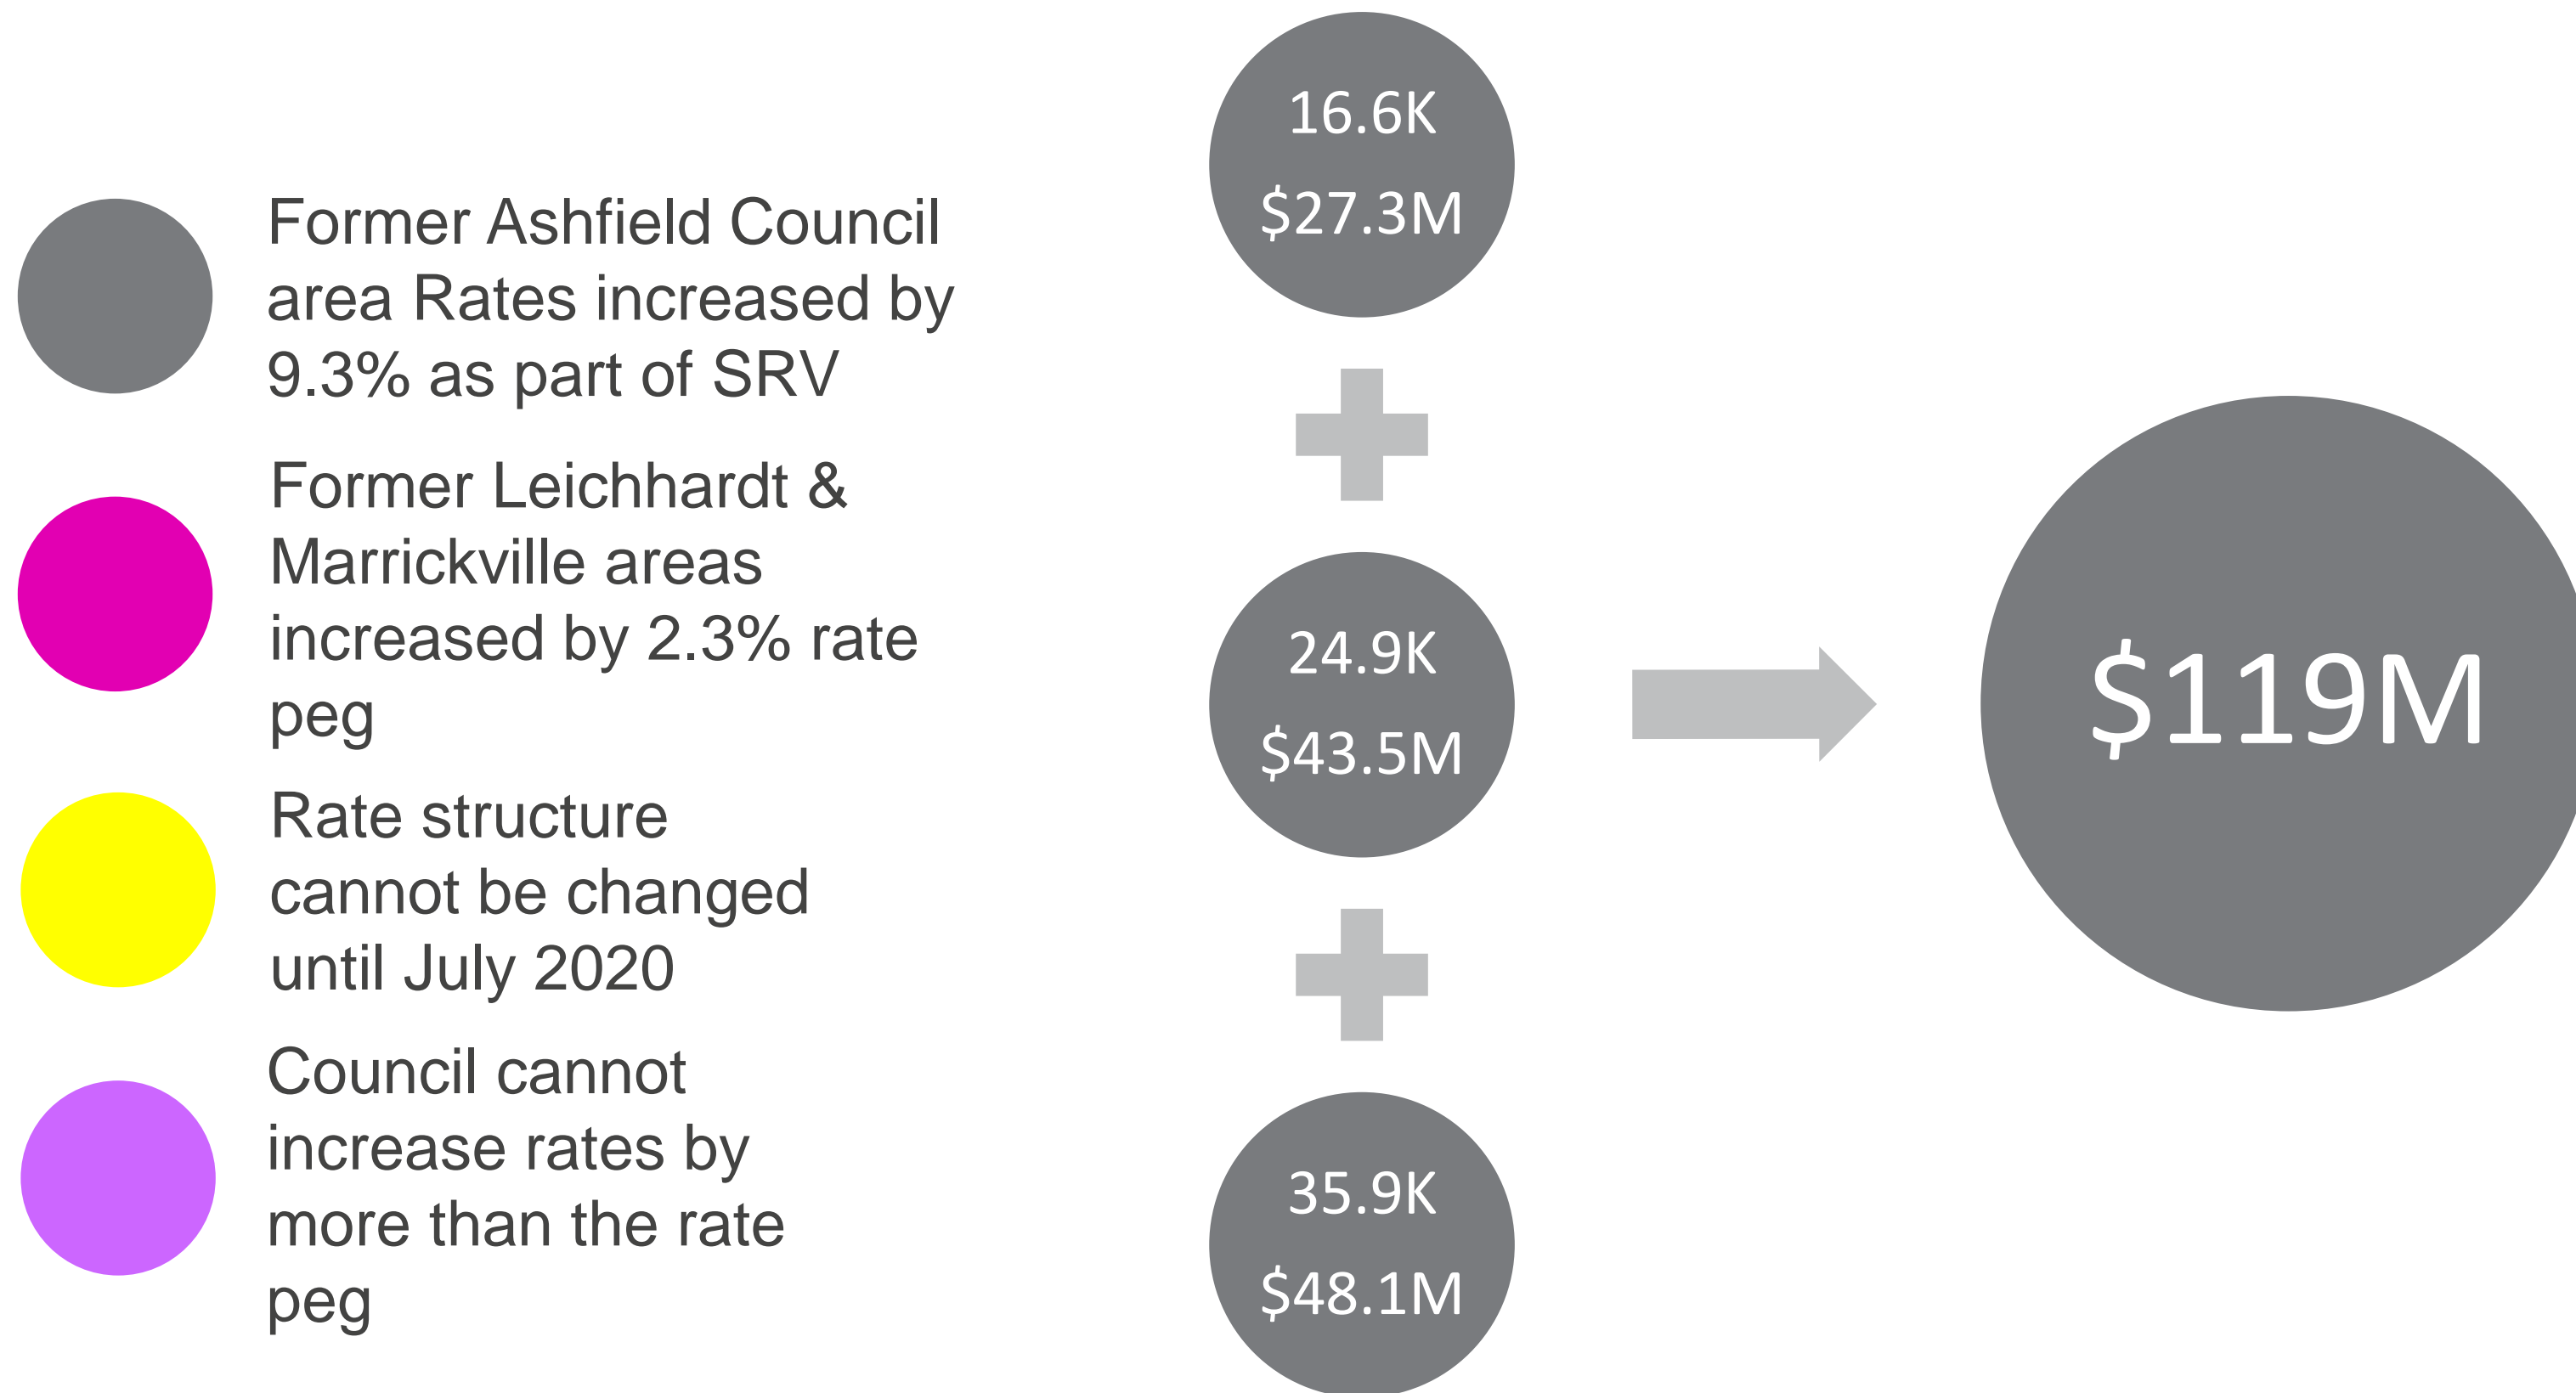 Former Ashfield Council
area Rates increased by
9.3% as part of SRV
Former Leichhardt &
Marrickville areas
increased by 2.3% rate
peg
Rate structure
cannot be changed
until July 2020
Council cannot
increase rates by
more than the rate
peg
16.6K
$27.3M
24.9K
$43.5M
35.9K
$48.1M
$119M